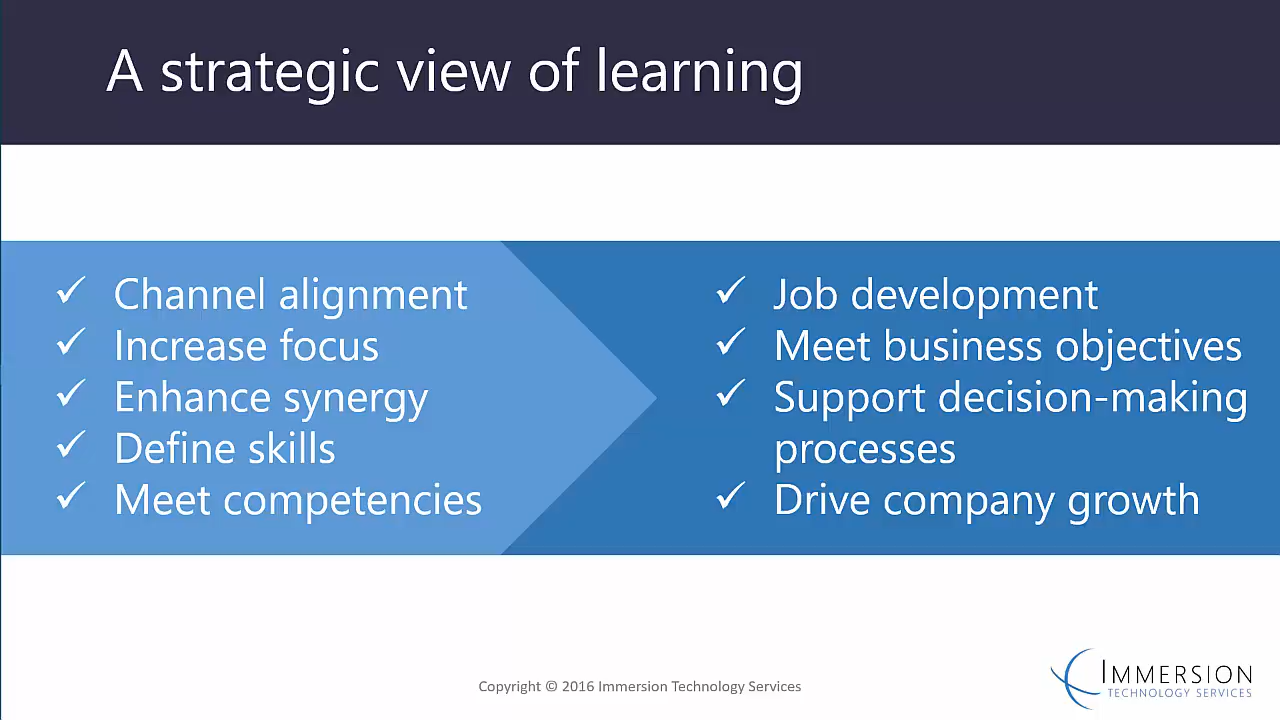 A strategic view of learning
✓ Channel alignment
✓ Increase focus
✓ Enhance synergy
✓ Define skills
✓ Meet competencies
✓ Job development
✓ Meet business objectives
✓ Support decision-making
processes
✓ Drive company growth
Copyright © 2016 Immersion Technology Services
IMMERSION
TECHNOLOGY SERVICES